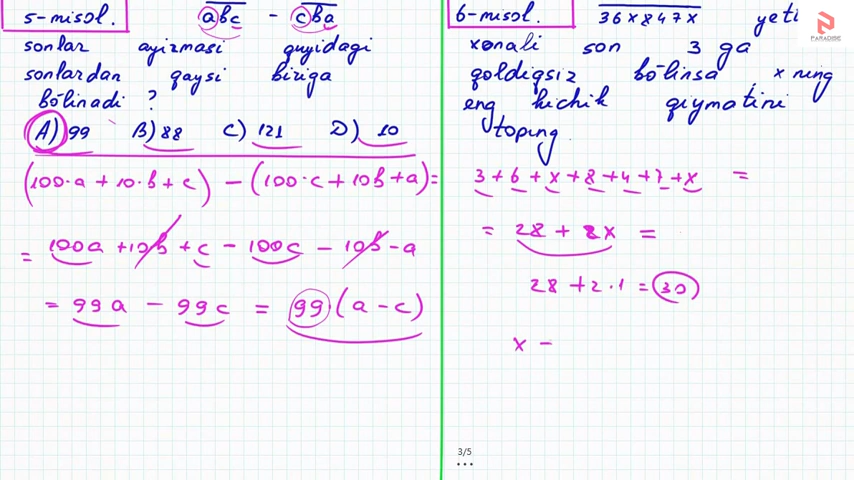 5-misol. abc - cba
sonlar ayirmasi quyidagi
sonlardan qaysi biriga
bo'linadi ?
A) 99 B) 88 C) 121 D) 10
(100·a + 10·b + c) - (100·c + 10b + a) =
= 100a + 10b + c - 100c - 10b - a
= 99a - 99c = 99·(a - c)
6-misol. 36x847x yeti
xonali son 3 ga
qoldiqsiz bo'linsa, x ning
eng kichik qiymatini
toping.
3 + 6 + x + 8 + 4 + 7 + x =
= 28 + 2x =
28 + 2·1 = 30
x -
3/5
PARADISE